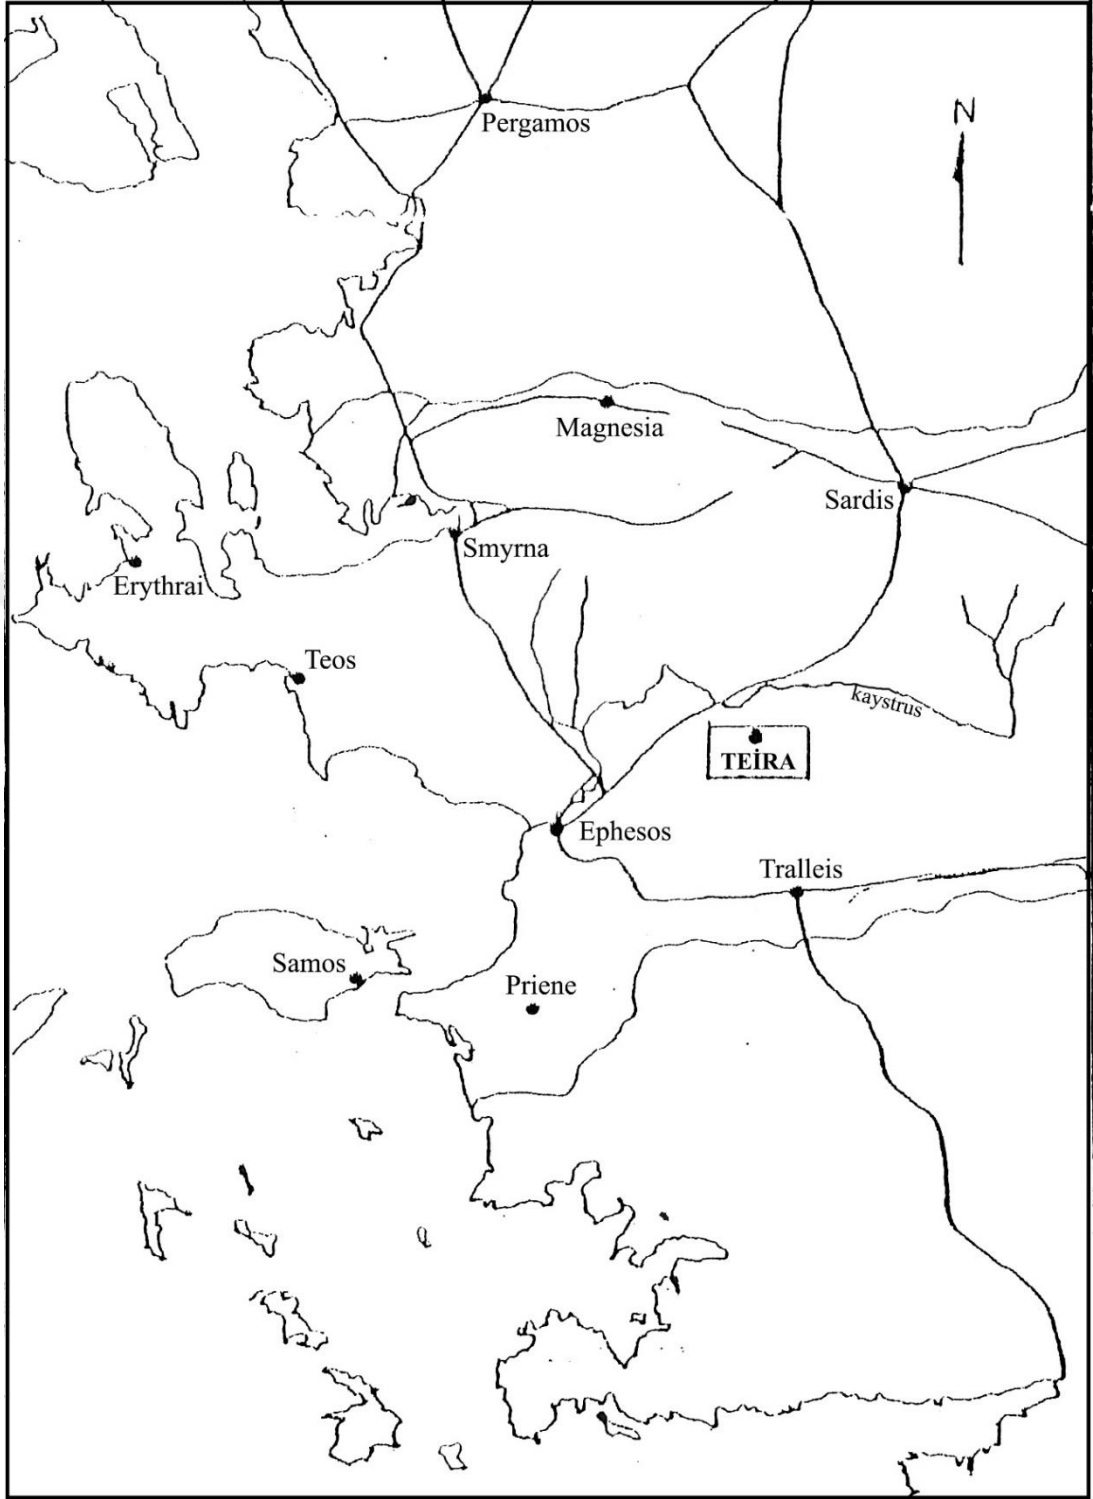 N
Pergamos
Magnesia
Sardis
Smyrna
Erythrai
Teos
kaystrus
TEİRA
Ephesos
Tralleis
Samos
Priene